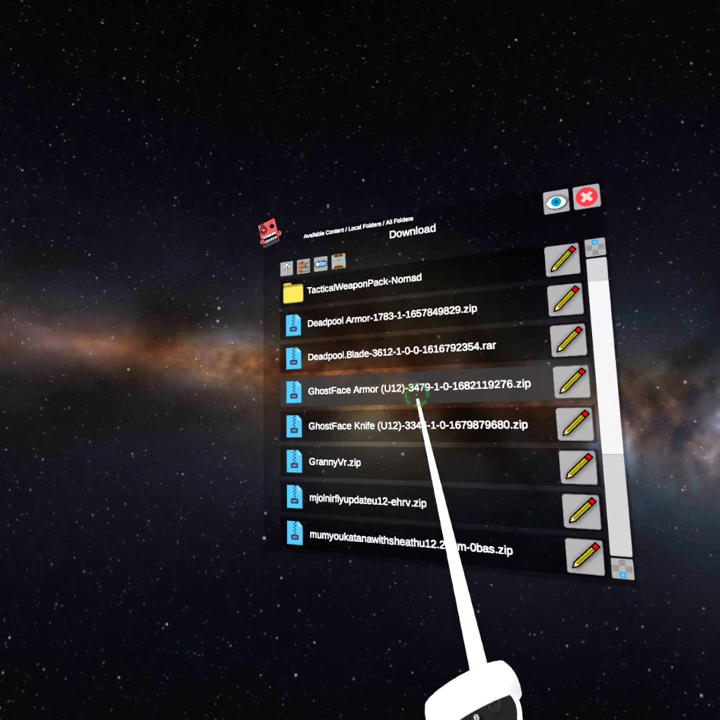 Available Content / Local Folders / All Folders
Download
TacticalWeaponPack-Nomad
Deadpool Armor-1783-1-1657849829.zip
Deadpool.Blade-3612-1-0-0-1616792354.rar
GhostFace Armor (U12)-3479-1-0-1682119276.zip
GhostFace Knife (U12)-3345-1-0-1679879680.zip
GrannyVr.zip
mjolnirflyupdateu12-ehrv.zip